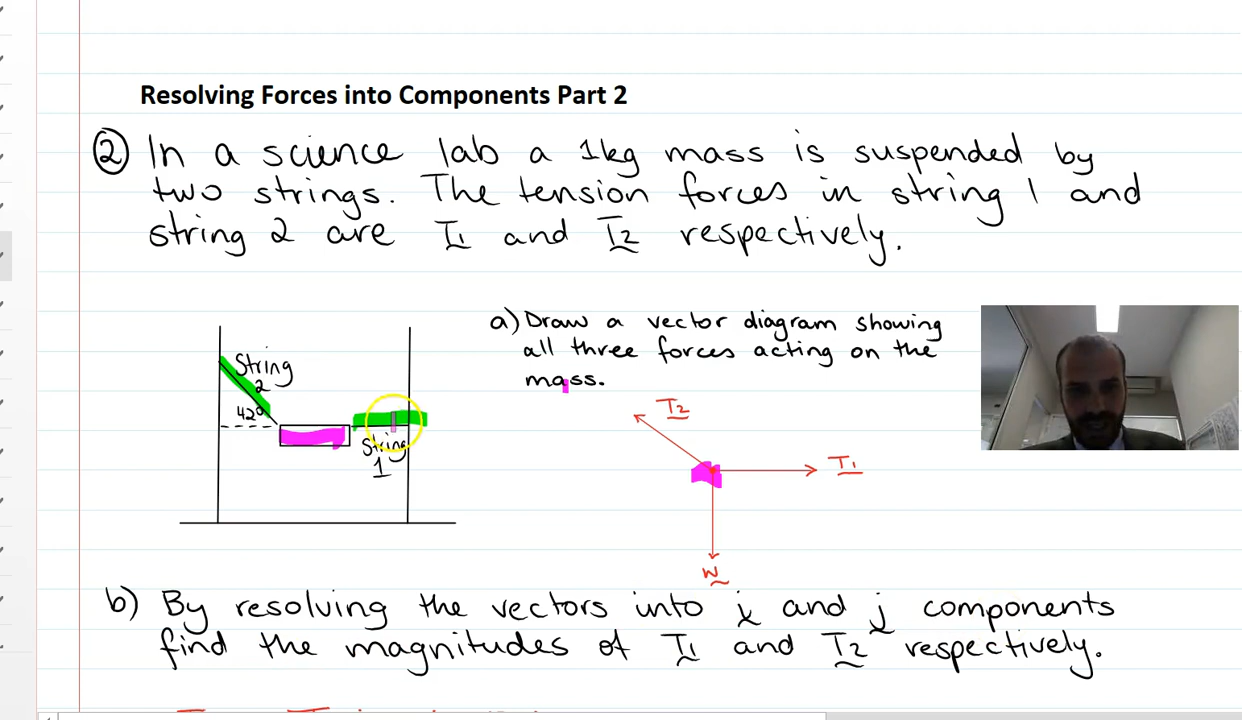 Resolving Forces into Components Part 2
② In a science lab a 1kg mass is suspended by
two strings. The tension forces in string 1 and
string 2 are T1 and T2 respectively.
a) Draw a vector diagram showing
all three forces acting on the
mass.
String
2
42°
String
1
T2
T1
W
b) By resolving the vectors into i and j components
find the magnitudes of T1 and T2 respectively.